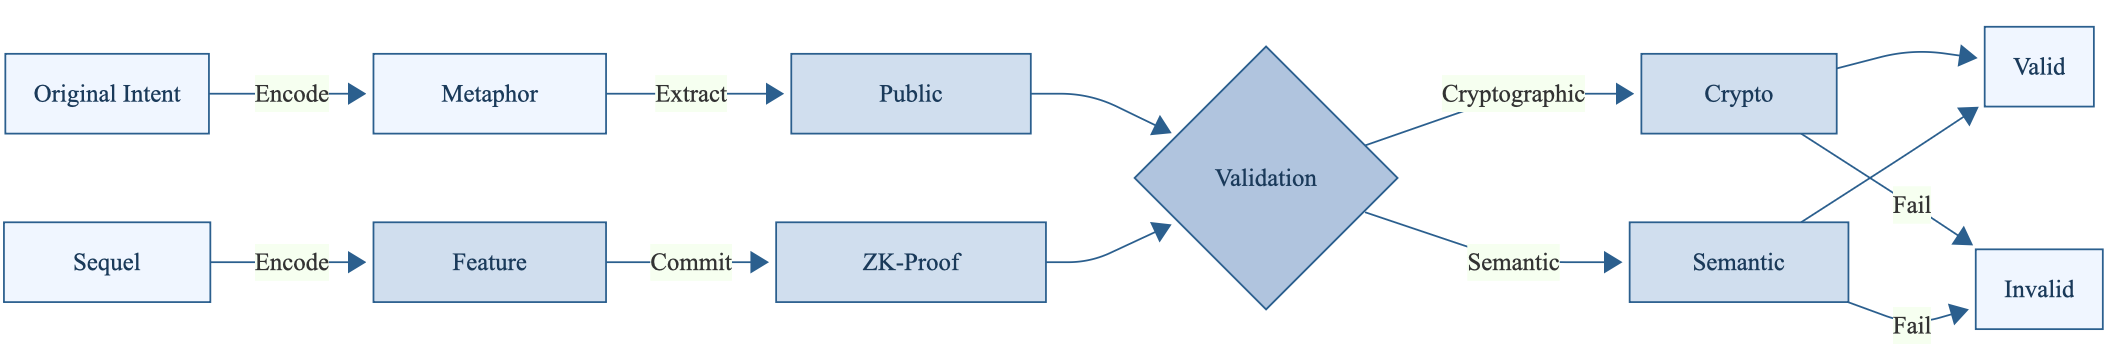 Original Intent
Encode
Metaphor
Extract
Public
Validation
Cryptographic
Crypto
Valid
Sequel
Encode
Feature
Commit
ZK-Proof
Semantic
Semantic
Fail
Fail
Invalid